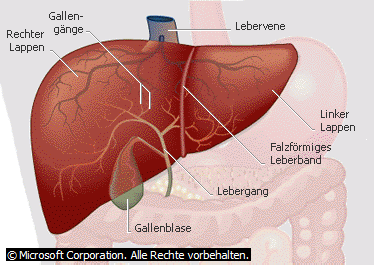 Gallen-
gänge
Lebervene
Rechter
Lappen
Linker
Lappen
Falzförmiges
Leberband
Lebergang
Gallenblase
© Microsoft Corporation. Alle Rechte vorbehalten.